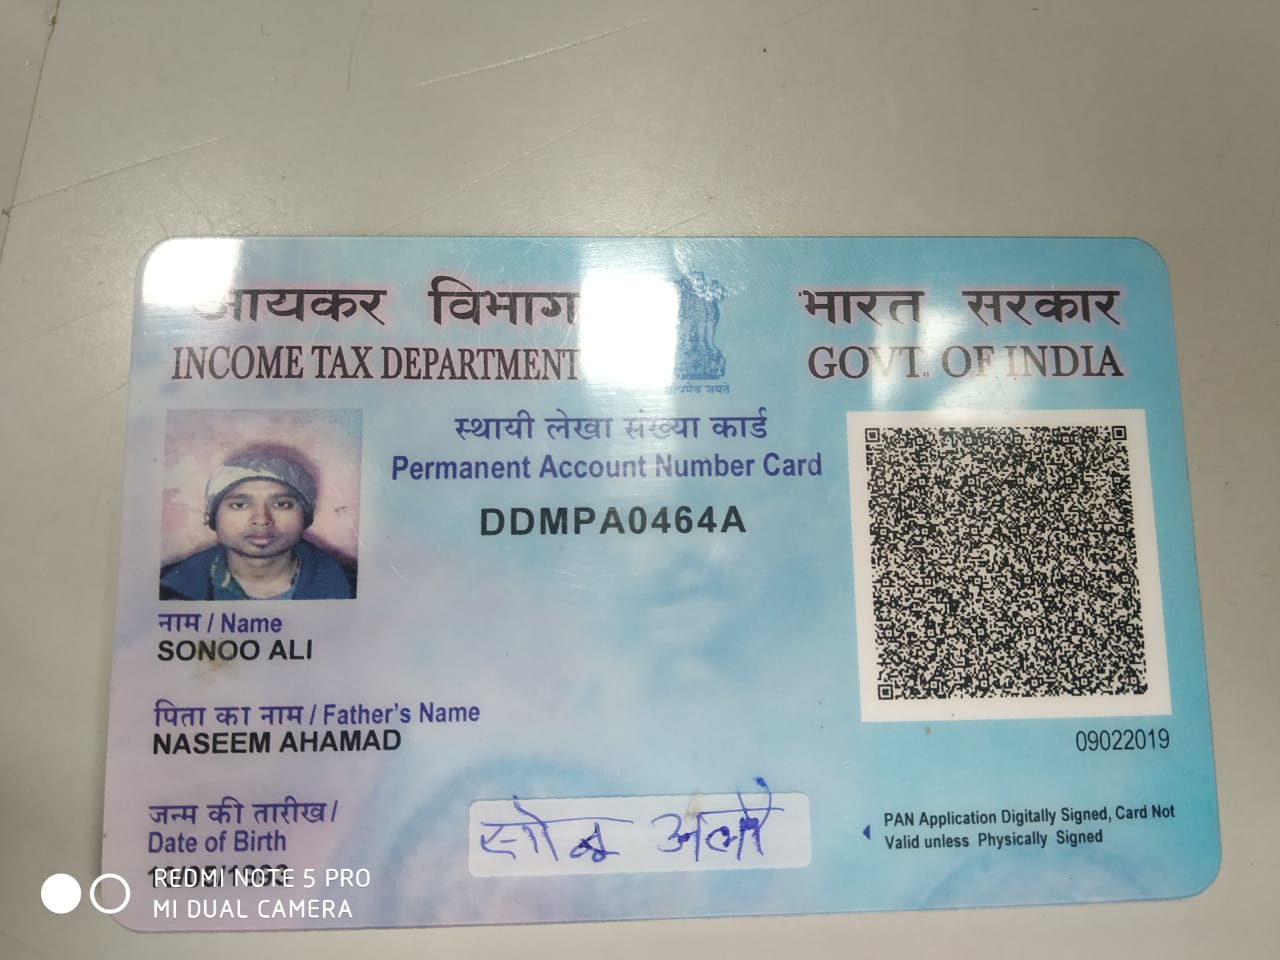 आयकर विभाग
INCOME TAX DEPARTMENT
भारत सरकार
GOVT. OF INDIA
सत्यमेव जयते
स्थायी लेखा संख्या कार्ड
Permanent Account Number Card
DDMPA0464A
नाम / Name
SONOO ALI
पिता का नाम / Father's Name
NASEEM AHAMAD
09022019
जन्म की तारीख /
Date of Birth
सोनू अली
PAN Application Digitally Signed, Card Not
Valid unless Physically Signed
REDMI NOTE 5 PRO
MI DUAL CAMERA